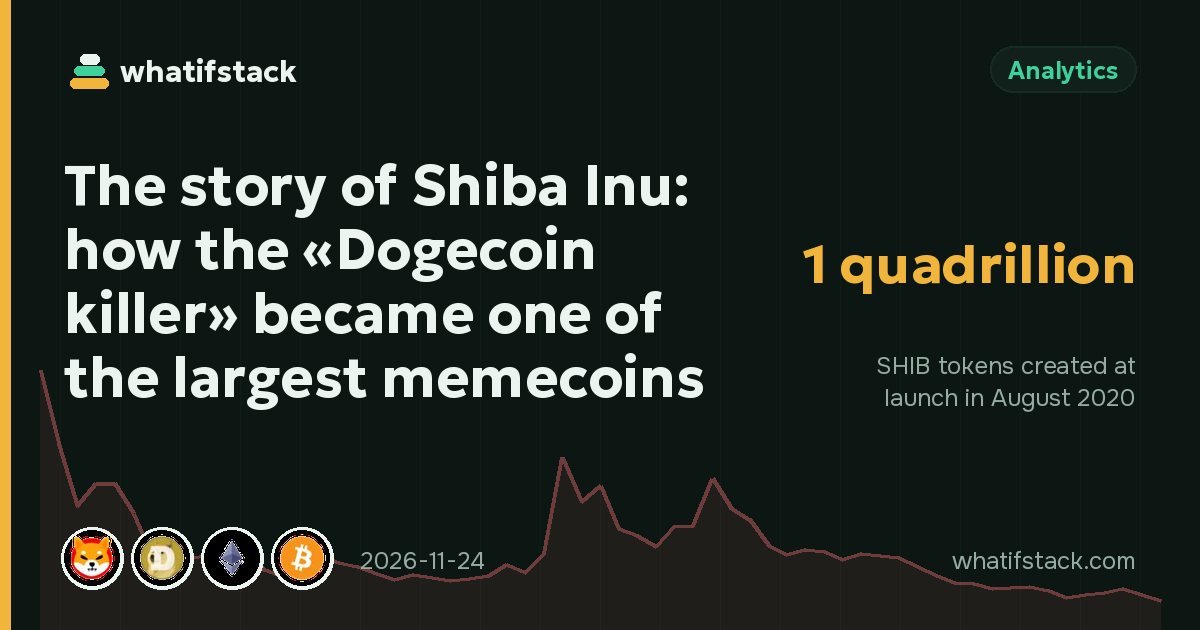 whatifstack
Analytics
The story of Shiba Inu:
how the «Dogecoin
killer» became one of
the largest memecoins
1 quadrillion
SHIB tokens created at
launch in August 2020
2026-11-24
whatifstack.com